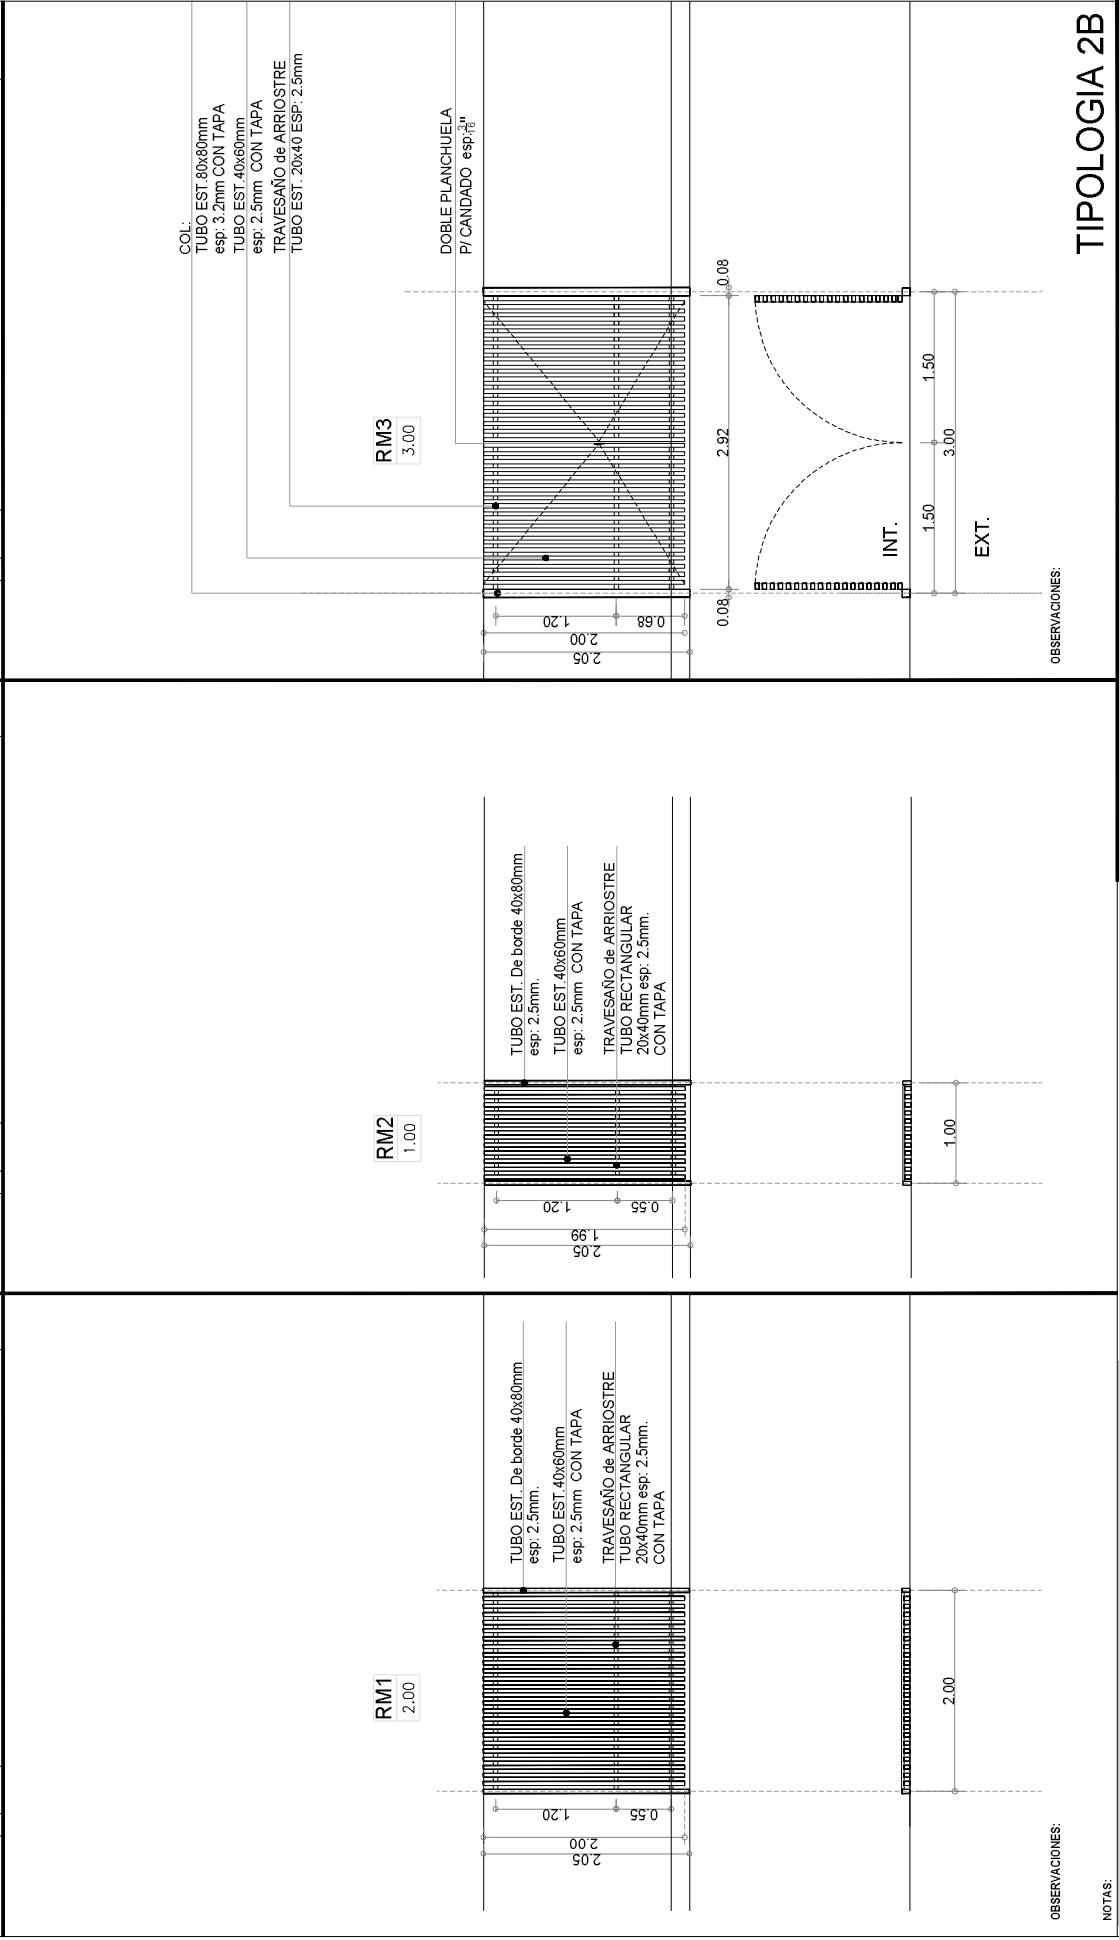 RM1
2.00
TUBO EST. De borde 40x80mm
esp: 2.5mm.
TUBO EST.40x60mm
esp: 2.5mm CON TAPA
TRAVESAÑO de ARRIOSTRE
TUBO RECTANGULAR
20x40mm esp: 2.5mm.
CON TAPA
1.20
0.55
2.00
2.05
2.00
OBSERVACIONES:
NOTAS:
RM2
1.00
TUBO EST. De borde 40x80mm
esp: 2.5mm.
TUBO EST.40x60mm
esp: 2.5mm CON TAPA
TRAVESAÑO de ARRIOSTRE
TUBO RECTANGULAR
20x40mm esp: 2.5mm.
CON TAPA
1.20
0.55
1.99
2.05
1.00
COL:
TUBO EST.80x80mm
esp: 3.2mm CON TAPA
TUBO EST.40x60mm
esp: 2.5mm CON TAPA
TRAVESAÑO de ARRIOSTRE
TUBO EST. 20x40 ESP: 2.5mm
RM3
3.00
DOBLE PLANCHUELA
P/ CANDADO esp:3/16"
1.20
0.68
2.00
2.05
0.08
2.92
0.08
INT.
1.50
1.50
3.00
EXT.
OBSERVACIONES:
TIPOLOGIA 2B